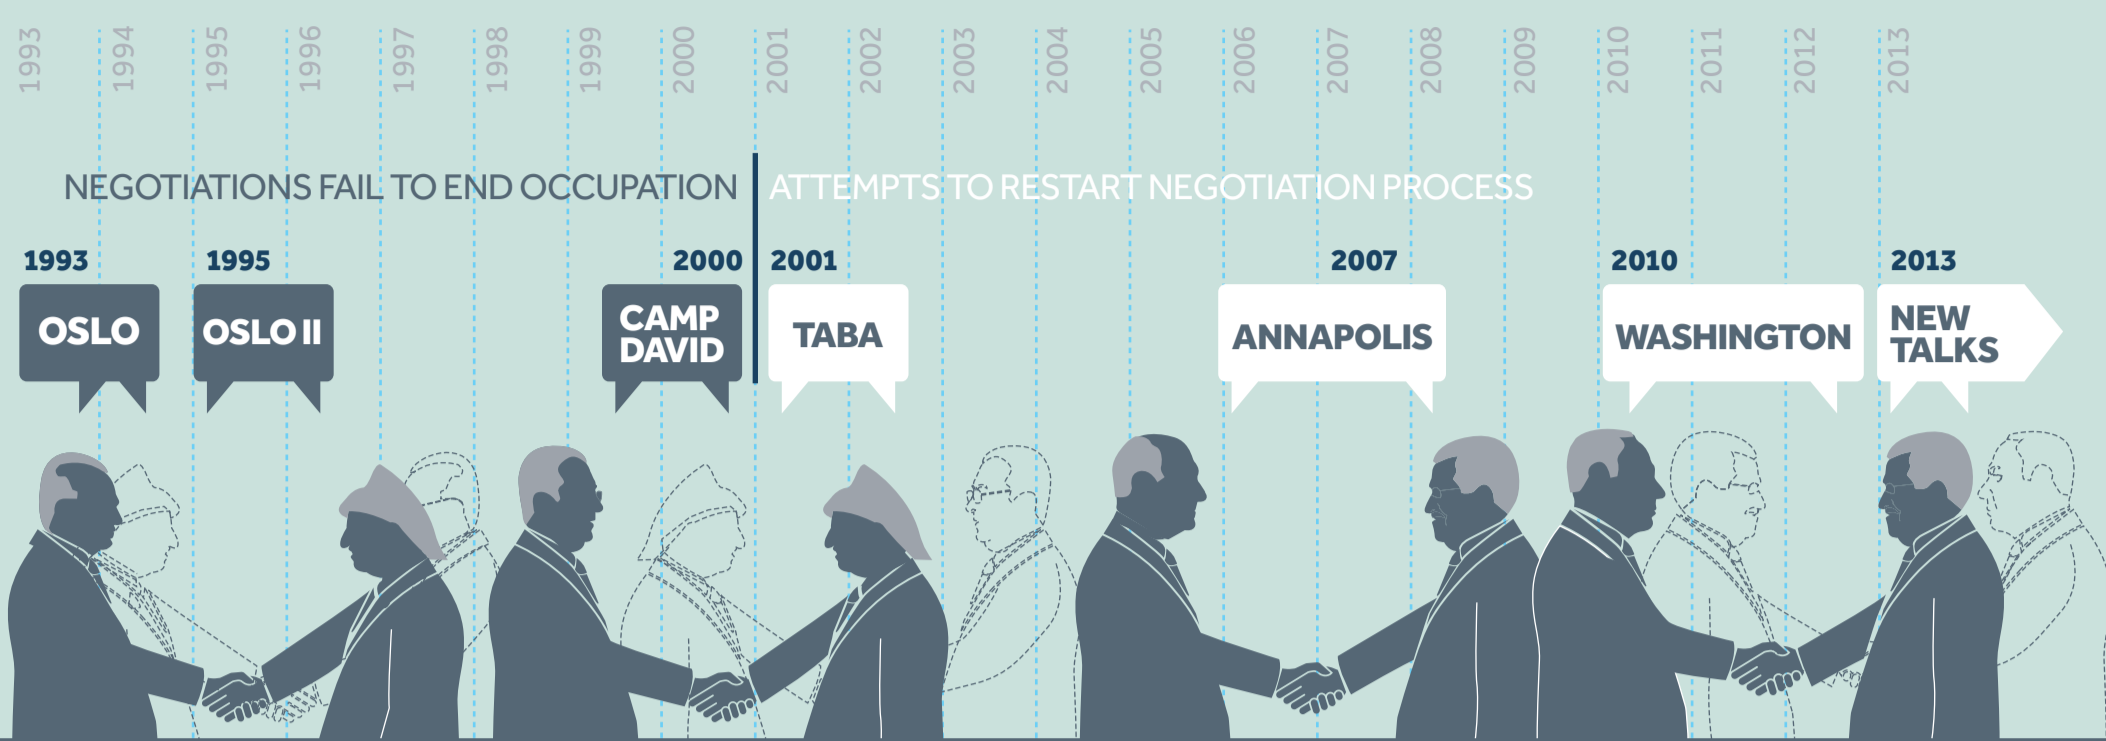 1993
1994
1995
1996
1997
1998
1999
2000
2001
2002
2003
2004
2005
2006
2007
2008
2009
2010
2011
2012
2013
NEGOTIATIONS FAIL TO END OCCUPATION
ATTEMPTS TO RESTART NEGOTIATION PROCESS
1993
OSLO
1995
OSLO II
2000
CAMP
DAVID
2001
TABA
2007
ANNAPOLIS
2010
WASHINGTON
2013
NEW
TALKS